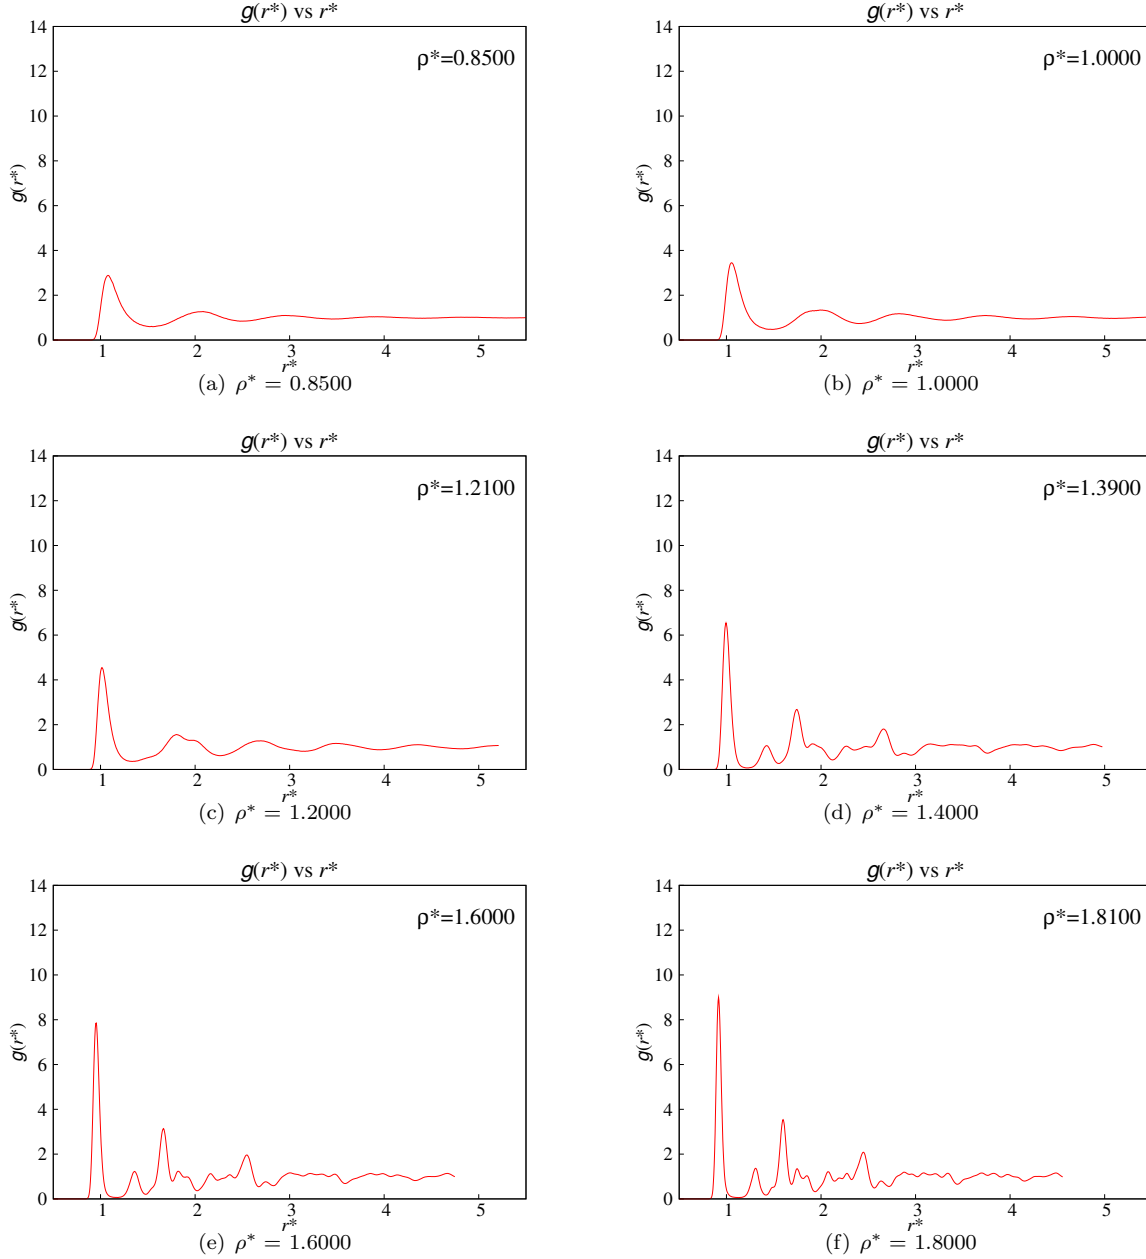 g(r*) vs r*
ρ*=0.8500
g(r*)
14
12
10
8
6
4
2
0
1 2 3 4 5
r*
(a) ρ* = 0.8500
g(r*) vs r*
ρ*=1.0000
g(r*)
14
12
10
8
6
4
2
0
1 2 3 4 5
r*
(b) ρ* = 1.0000
g(r*) vs r*
ρ*=1.2100
g(r*)
14
12
10
8
6
4
2
0
1 2 3 4 5
r*
(c) ρ* = 1.2000
g(r*) vs r*
ρ*=1.3900
g(r*)
14
12
10
8
6
4
2
0
1 2 3 4 5
r*
(d) ρ* = 1.4000
g(r*) vs r*
ρ*=1.6000
g(r*)
14
12
10
8
6
4
2
0
1 2 3 4 5
r*
(e) ρ* = 1.6000
g(r*) vs r*
ρ*=1.8100
g(r*)
14
12
10
8
6
4
2
0
1 2 3 4 5
r*
(f) ρ* = 1.8000